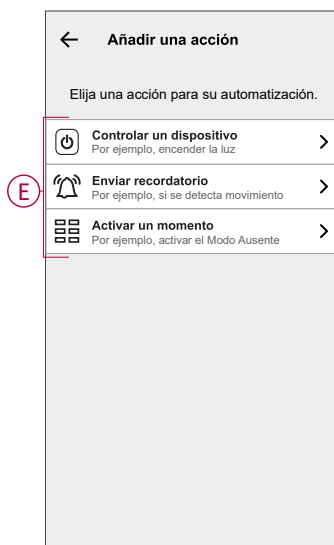 Añadir una acción
Elija una acción para su automatización.
Controlar un dispositivo
Por ejemplo, encender la luz
E
Enviar recordatorio
Por ejemplo, si se detecta movimiento
Activar un momento
Por ejemplo, activar el Modo Ausente